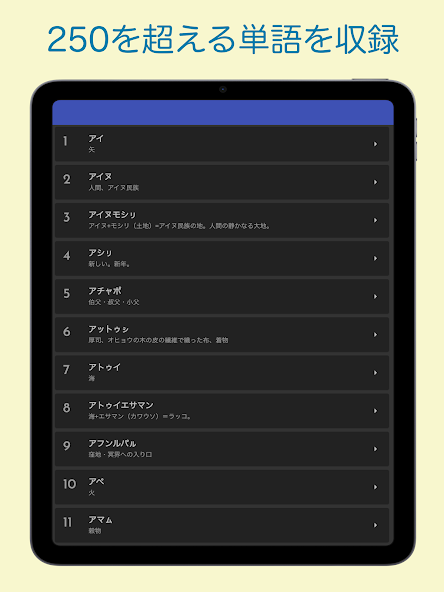 250を超える単語を収録
1
アイ
矢
2
アイヌ
人間、アイヌ民族
3
アイヌモシㇼ
アイヌ+モシリ（土地）=アイヌ民族の地。人間の静かなる大地。
4
アシㇼ
新しい。新年。
5
アチャポ
伯父・叔父・小父
6
アットゥㇱ
厚司、オヒョウの木の皮の繊維で織った布、着物
7
アトゥイ
海
8
アトゥイエサマン
海+エサマン（カワウソ）＝ラッコ。
9
アフンルパㇻ
窪地・冥界への入り口
10
アペ
火
11
アマㇺ
穀物